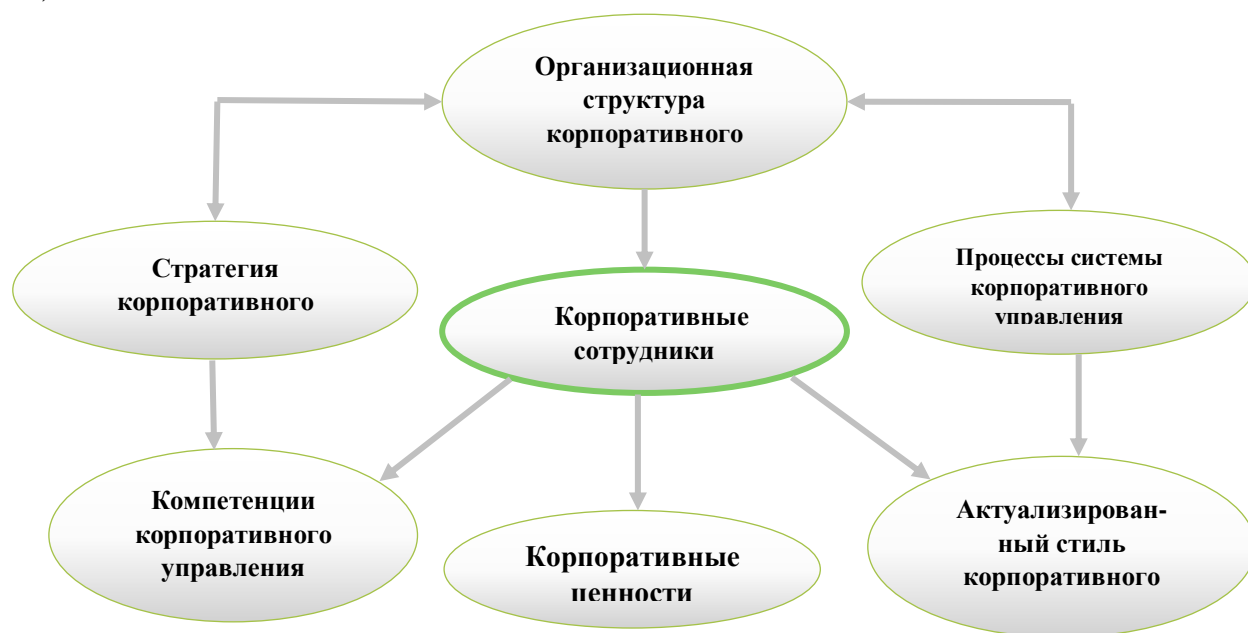 Организационная
структура
корпоративного
Стратегия
корпоративного
Процессы системы
корпоративного
управления
Корпоративные
сотрудники
Компетенции
корпоративного
управления
Корпоративные
ценности
Актуализирован-
ный стиль
корпоративного